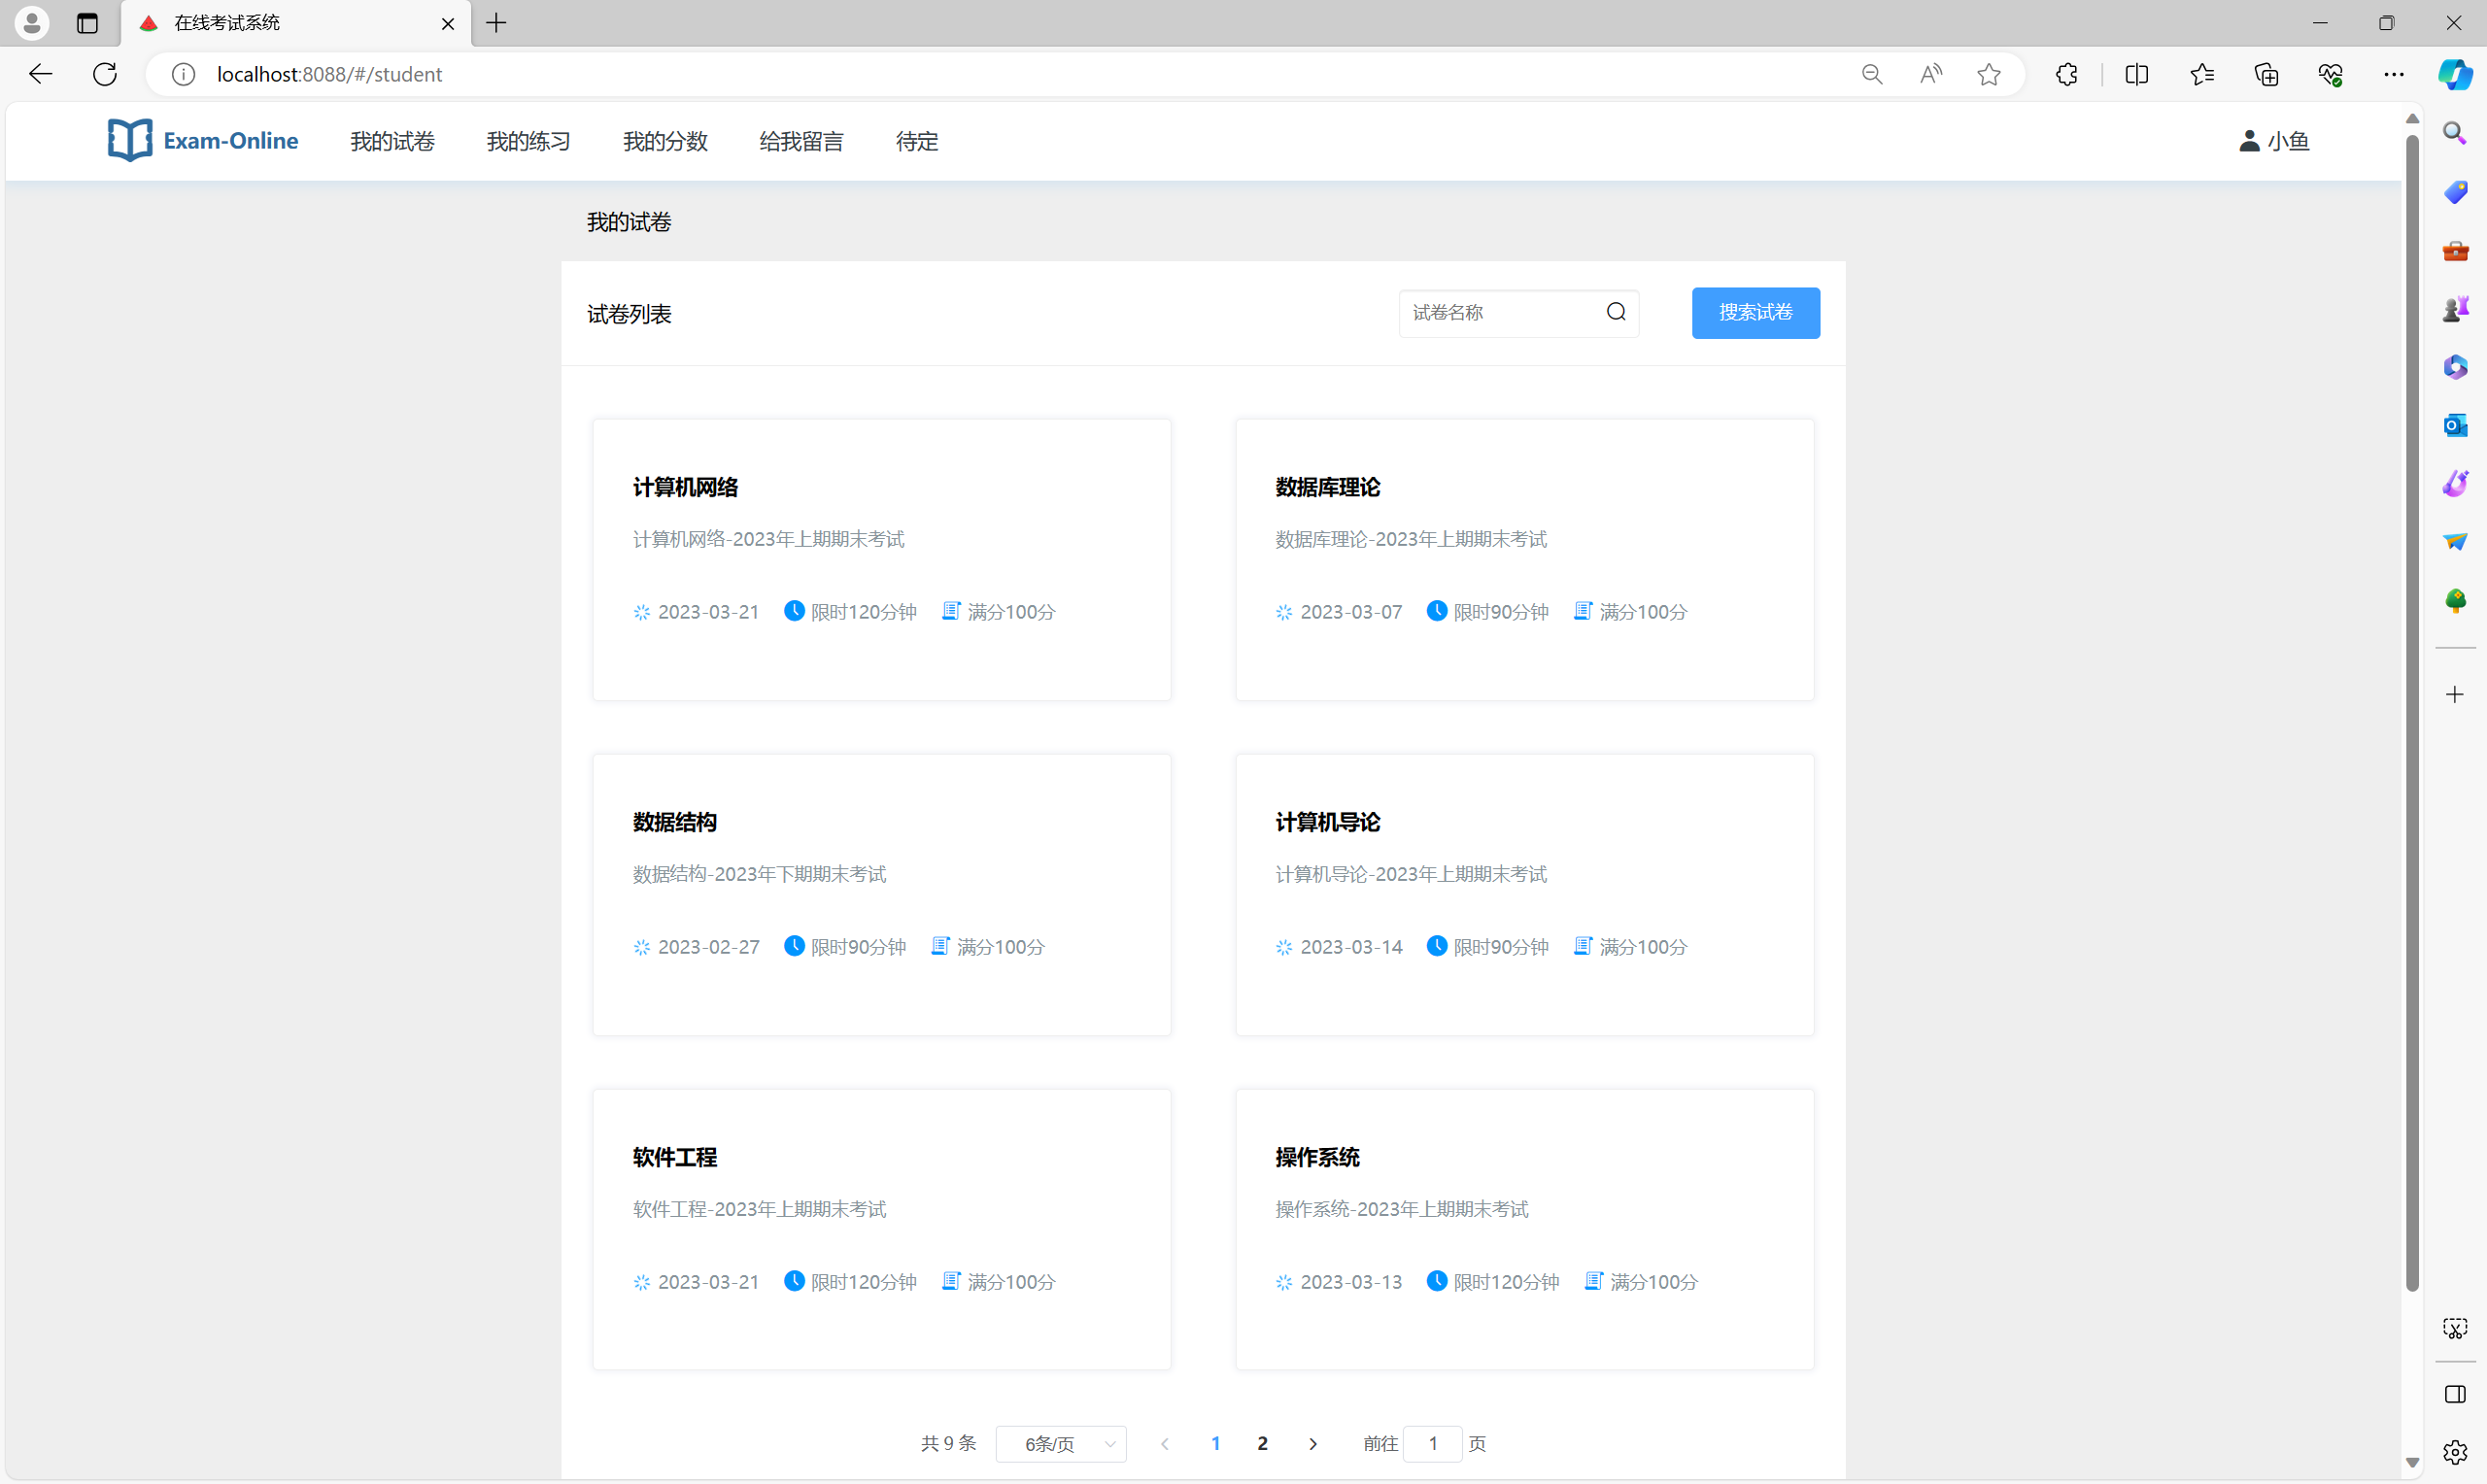 在线考试系统
localhost:8088/#/student
Exam-Online 我的试卷 我的练习 我的分数 给我留言 待定 小鱼
我的试卷
试卷列表 试卷名称 搜索试卷
计算机网络
计算机网络-2023年上期期末考试
2023-03-21 限时120分钟 满分100分
数据库理论
数据库理论-2023年上期期末考试
2023-03-07 限时90分钟 满分100分
数据结构
数据结构-2023年下期期末考试
2023-02-27 限时90分钟 满分100分
计算机导论
计算机导论-2023年上期期末考试
2023-03-14 限时90分钟 满分100分
软件工程
软件工程-2023年上期期末考试
2023-03-21 限时120分钟 满分100分
操作系统
操作系统-2023年上期期末考试
2023-03-13 限时120分钟 满分100分
共 9 条 6条/页 1 2 前往 1 页